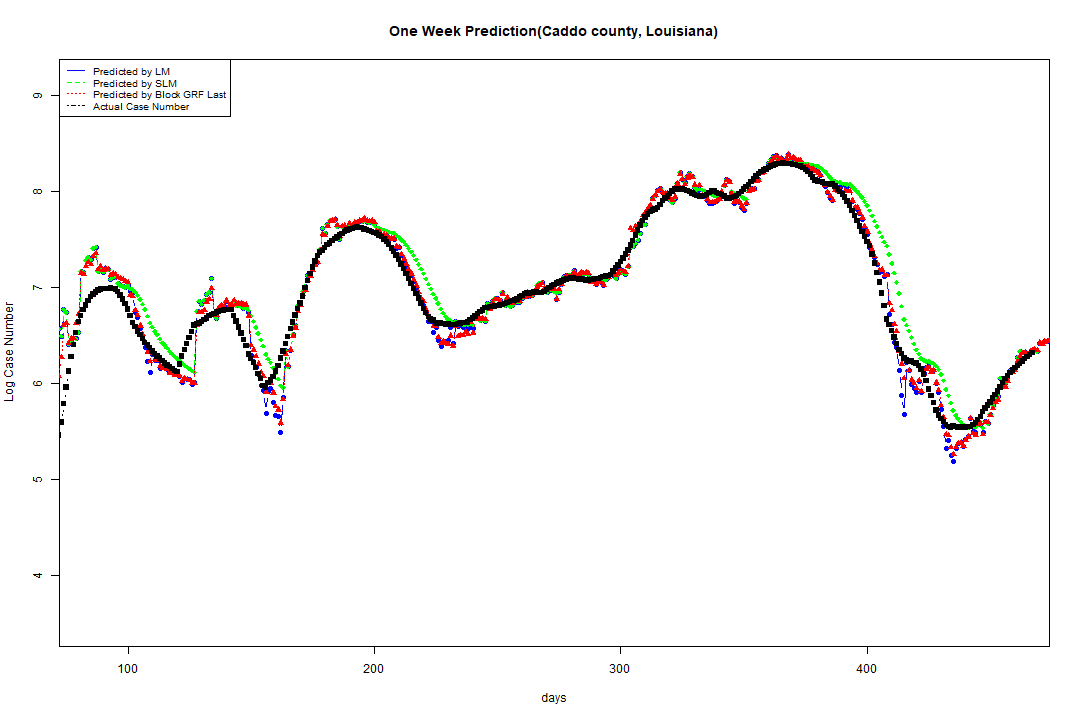 One Week Prediction(Caddo county, Louisiana)
Predicted by LM
Predicted by SLM
Predicted by Block GRF Last
Actual Case Number
9
8
7
6
5
4
Log Case Number
100 200 300 400
days